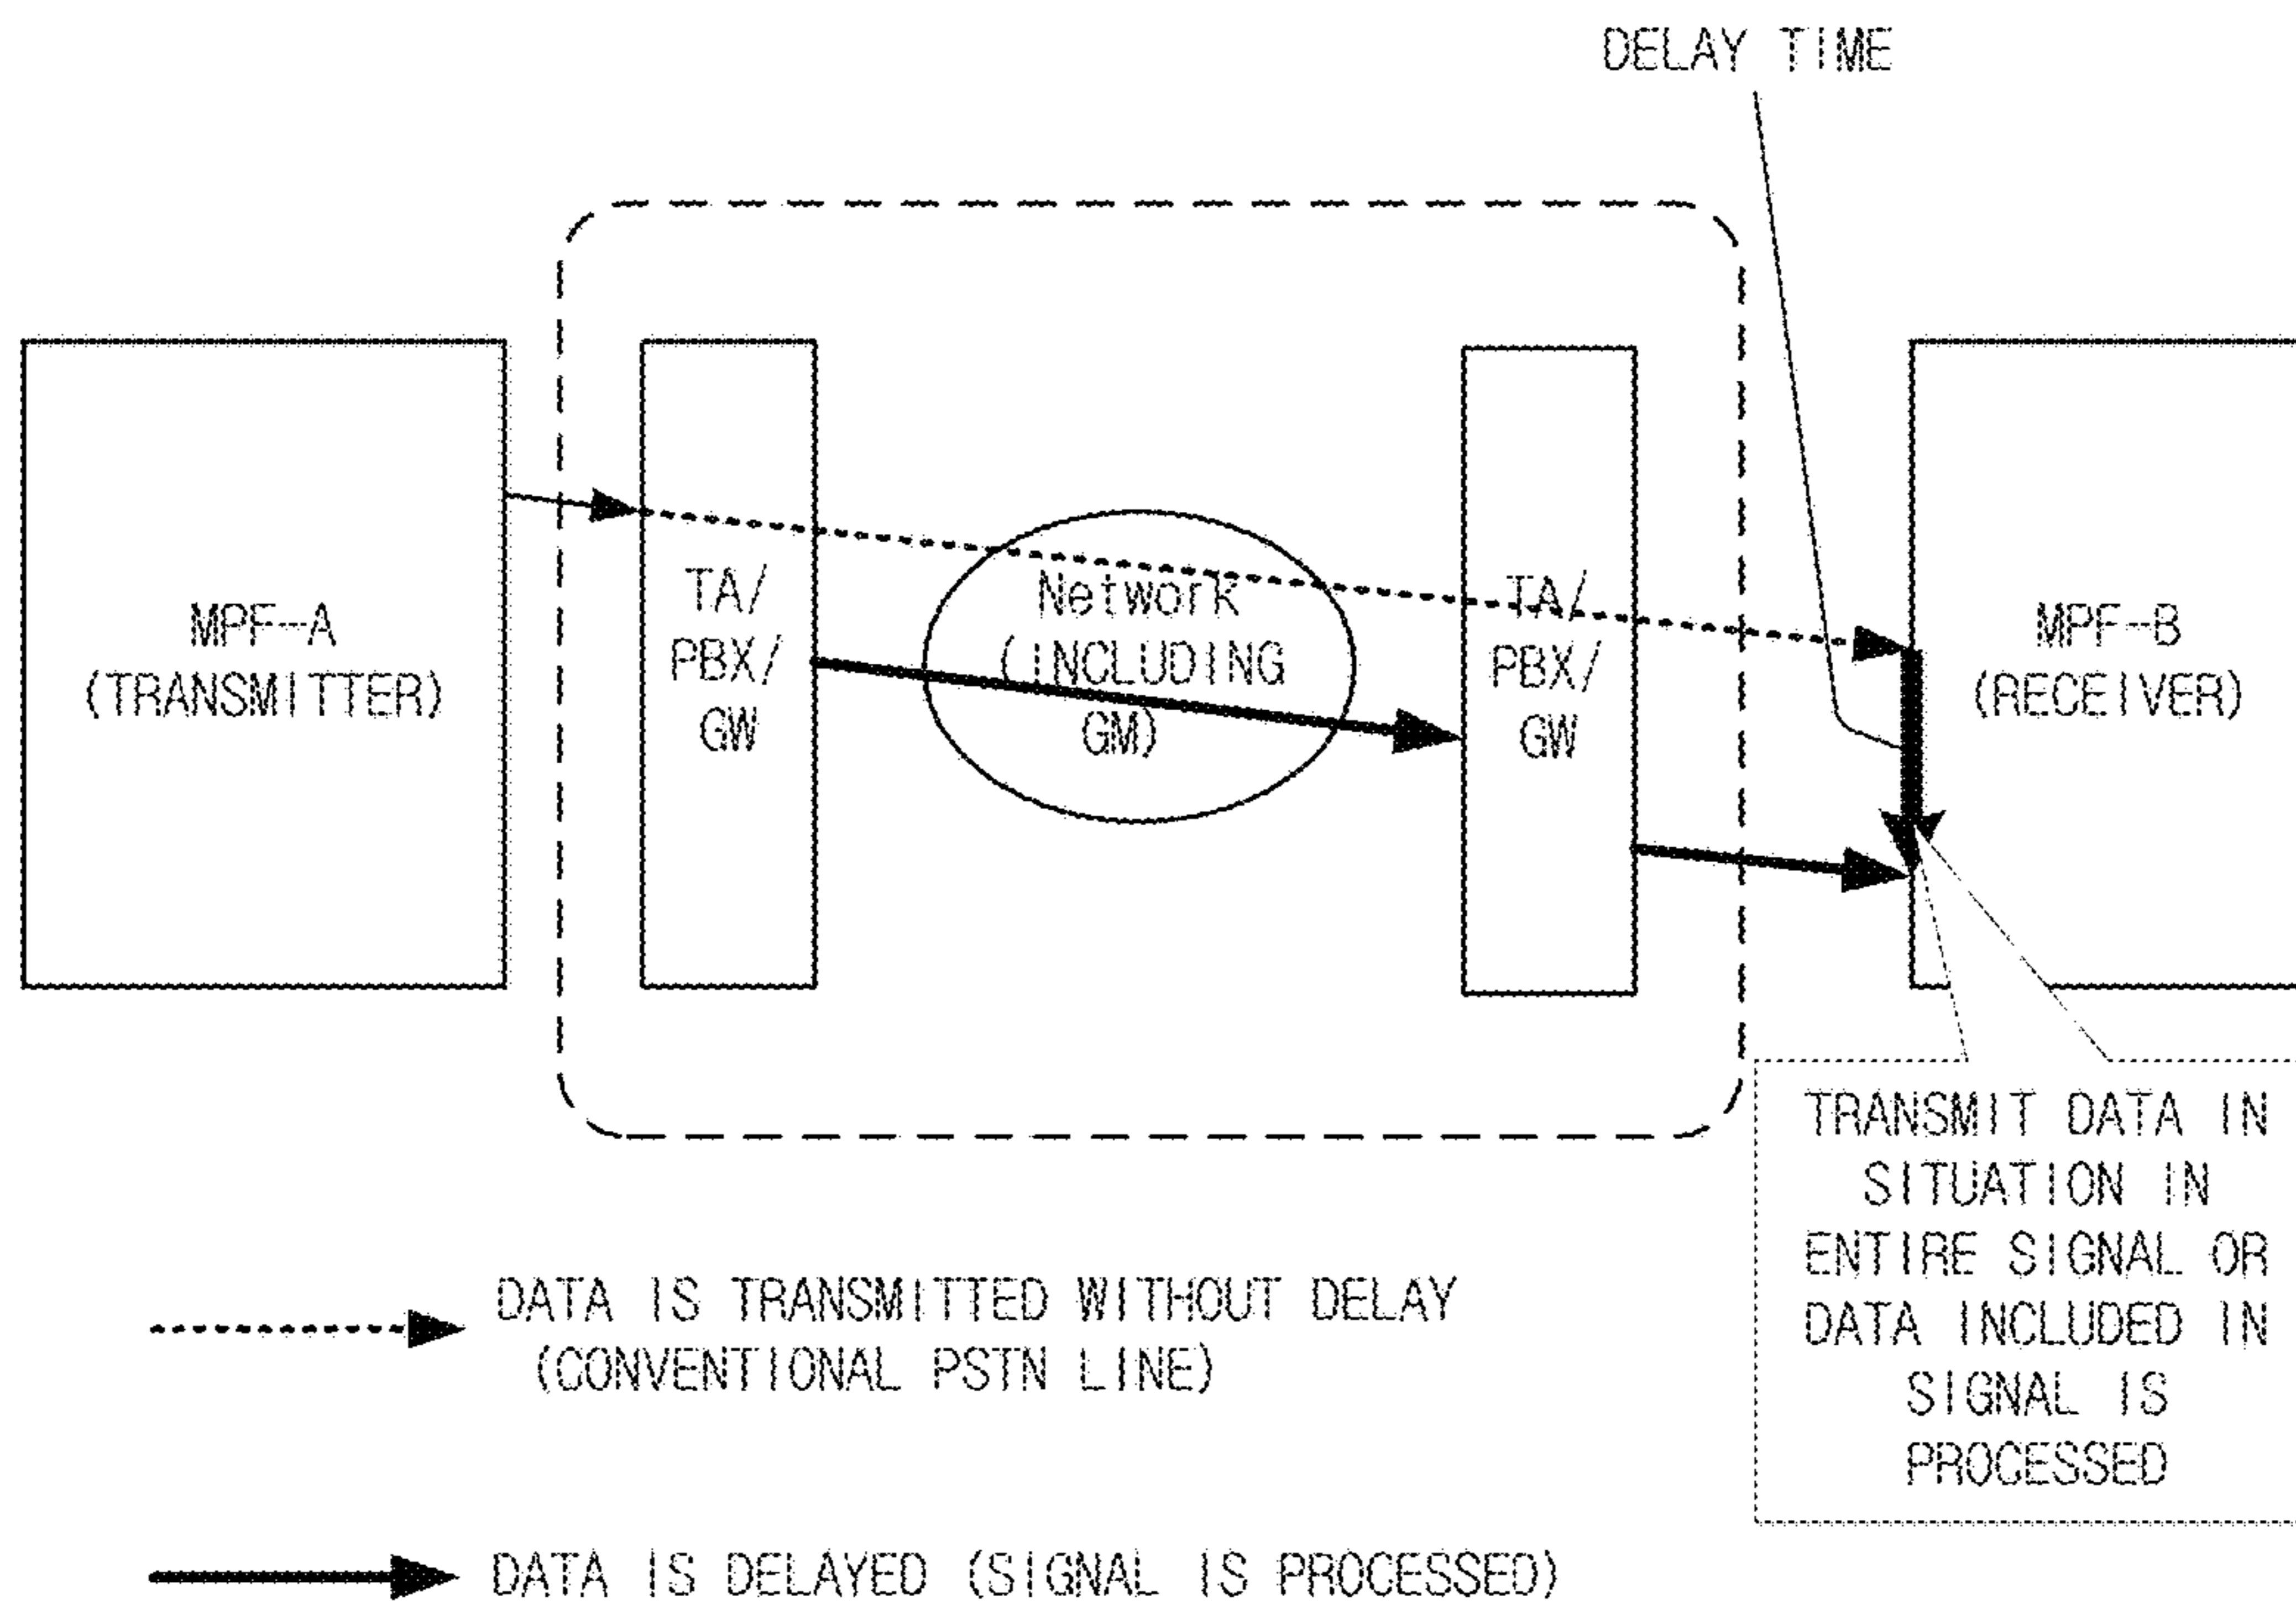 DELAY TIME
MPF-A
(TRANSMITTER)
TA/
PBX/
GW
Network
(INCLUDING
GM)
TA/
PBX/
GW
MPF-B
(RECEIVER)
TRANSMIT DATA IN
SITUATION IN
ENTIRE SIGNAL OR
DATA INCLUDED IN
SIGNAL IS
PROCESSED
DATA IS TRANSMITTED WITHOUT DELAY
(CONVENTIONAL PSTN LINE)
DATA IS DELAYED (SIGNAL IS PROCESSED)